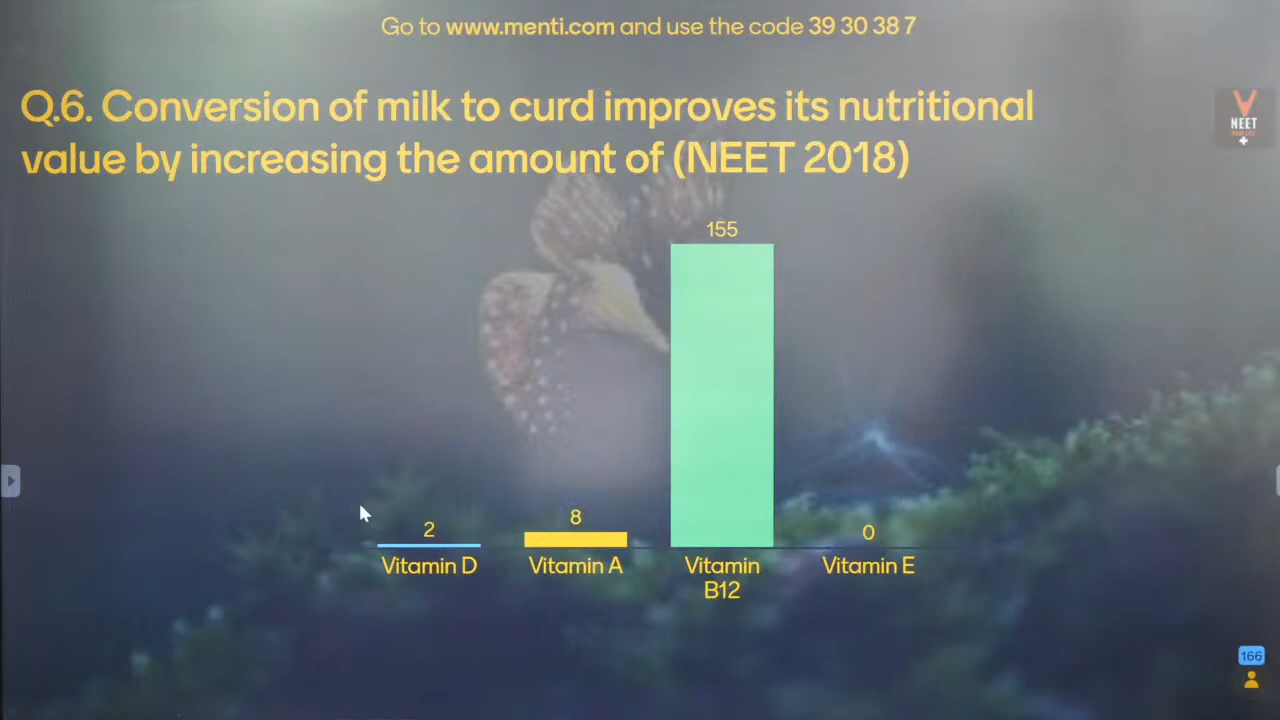 Go to www.menti.com and use the code 39 30 38 7
Q.6. Conversion of milk to curd improves its nutritional
value by increasing the amount of (NEET 2018)
NEET
155
8
2
0
Vitamin D
Vitamin A
Vitamin
B12
Vitamin E
166